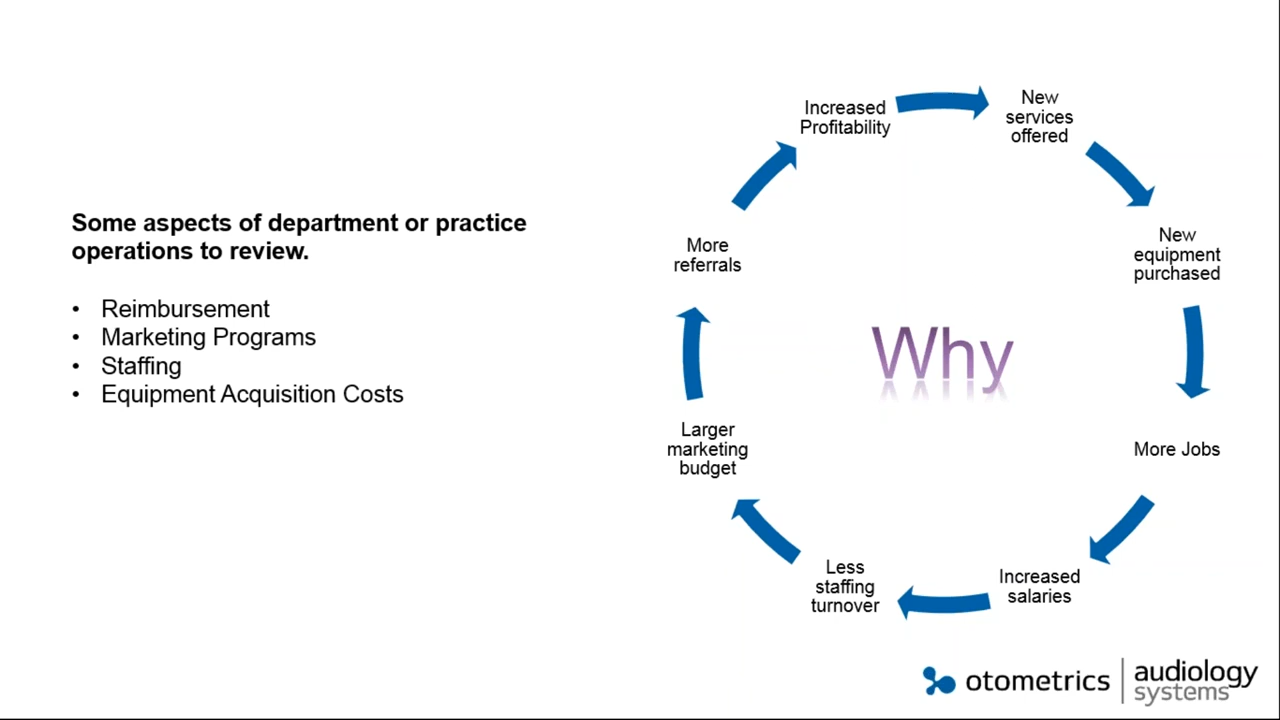 Some aspects of department or practice
operations to review.
• Reimbursement
• Marketing Programs
• Staffing
• Equipment Acquisition Costs
Increased
Profitability
New
services
offered
New
equipment
purchased
More Jobs
Increased
salaries
Less
staffing
turnover
Larger
marketing
budget
More
referrals
Why
otometrics
audiology
systems